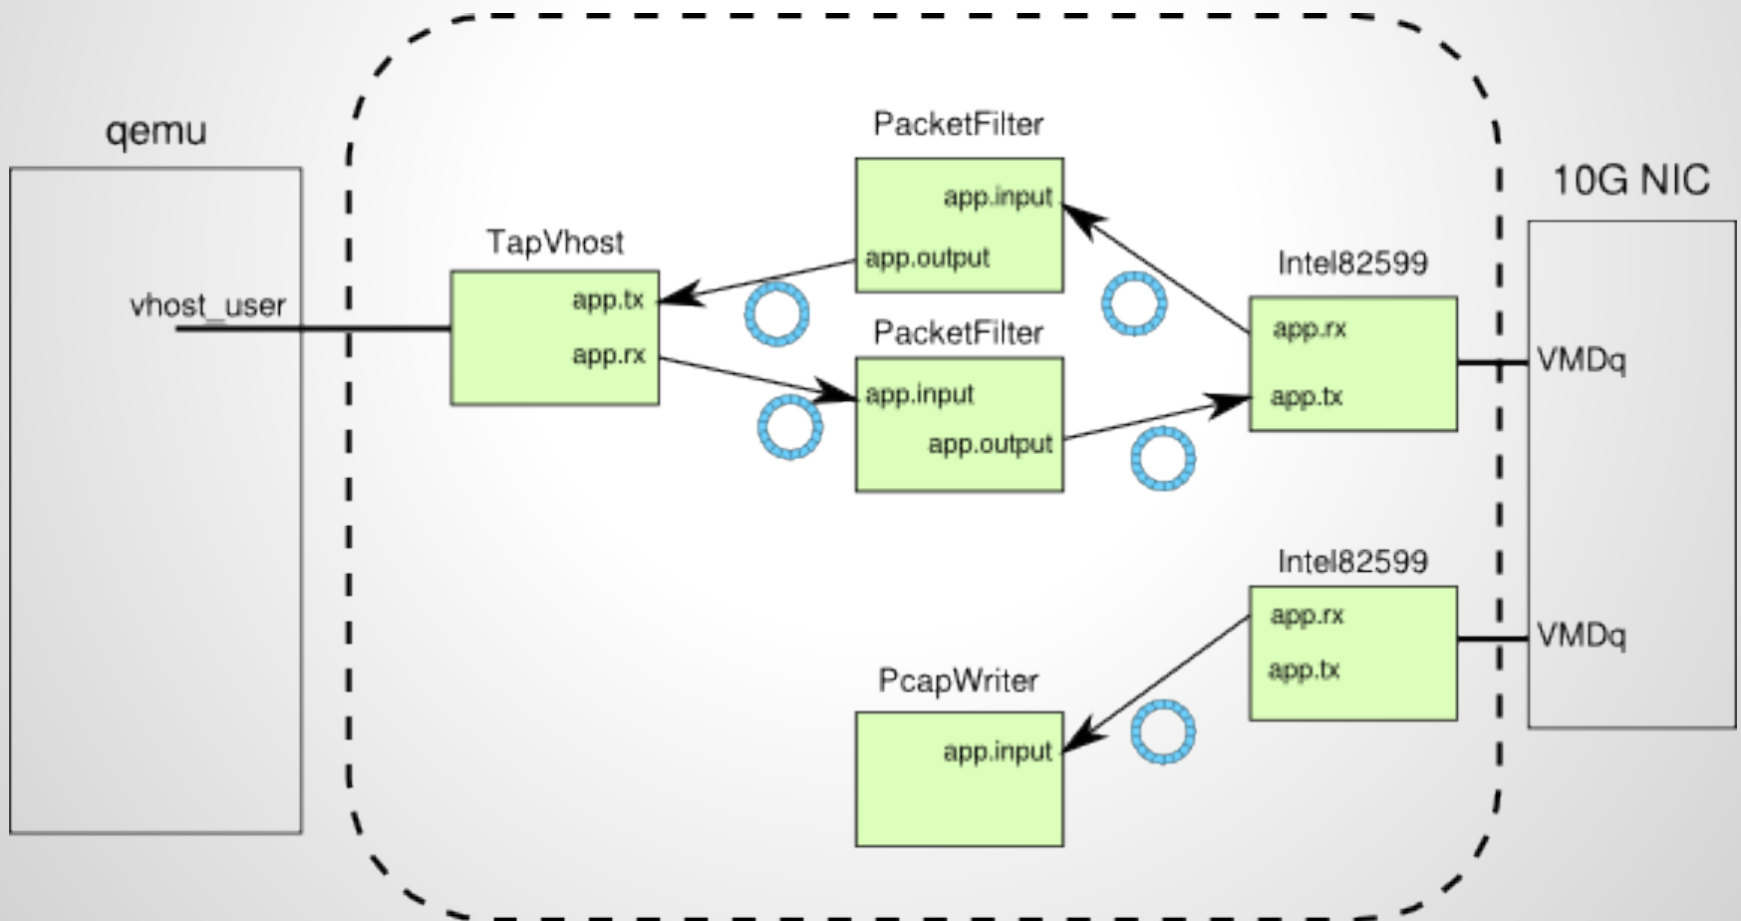 qemu
vhost_user
TapVhost
app.tx
app.rx
PacketFilter
app.input
app.output
PacketFilter
app.input
app.output
Intel82599
app.rx
app.tx
10G NIC
VMDq
VMDq
Intel82599
app.rx
app.tx
PcapWriter
app.input